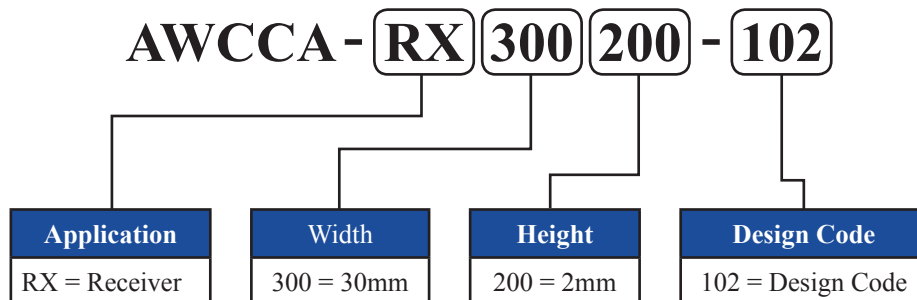 AWCCA - RX 300 200 - 102
Application Width Height Design Code
RX = Receiver 300 = 30mm 200 = 2mm 102 = Design Code